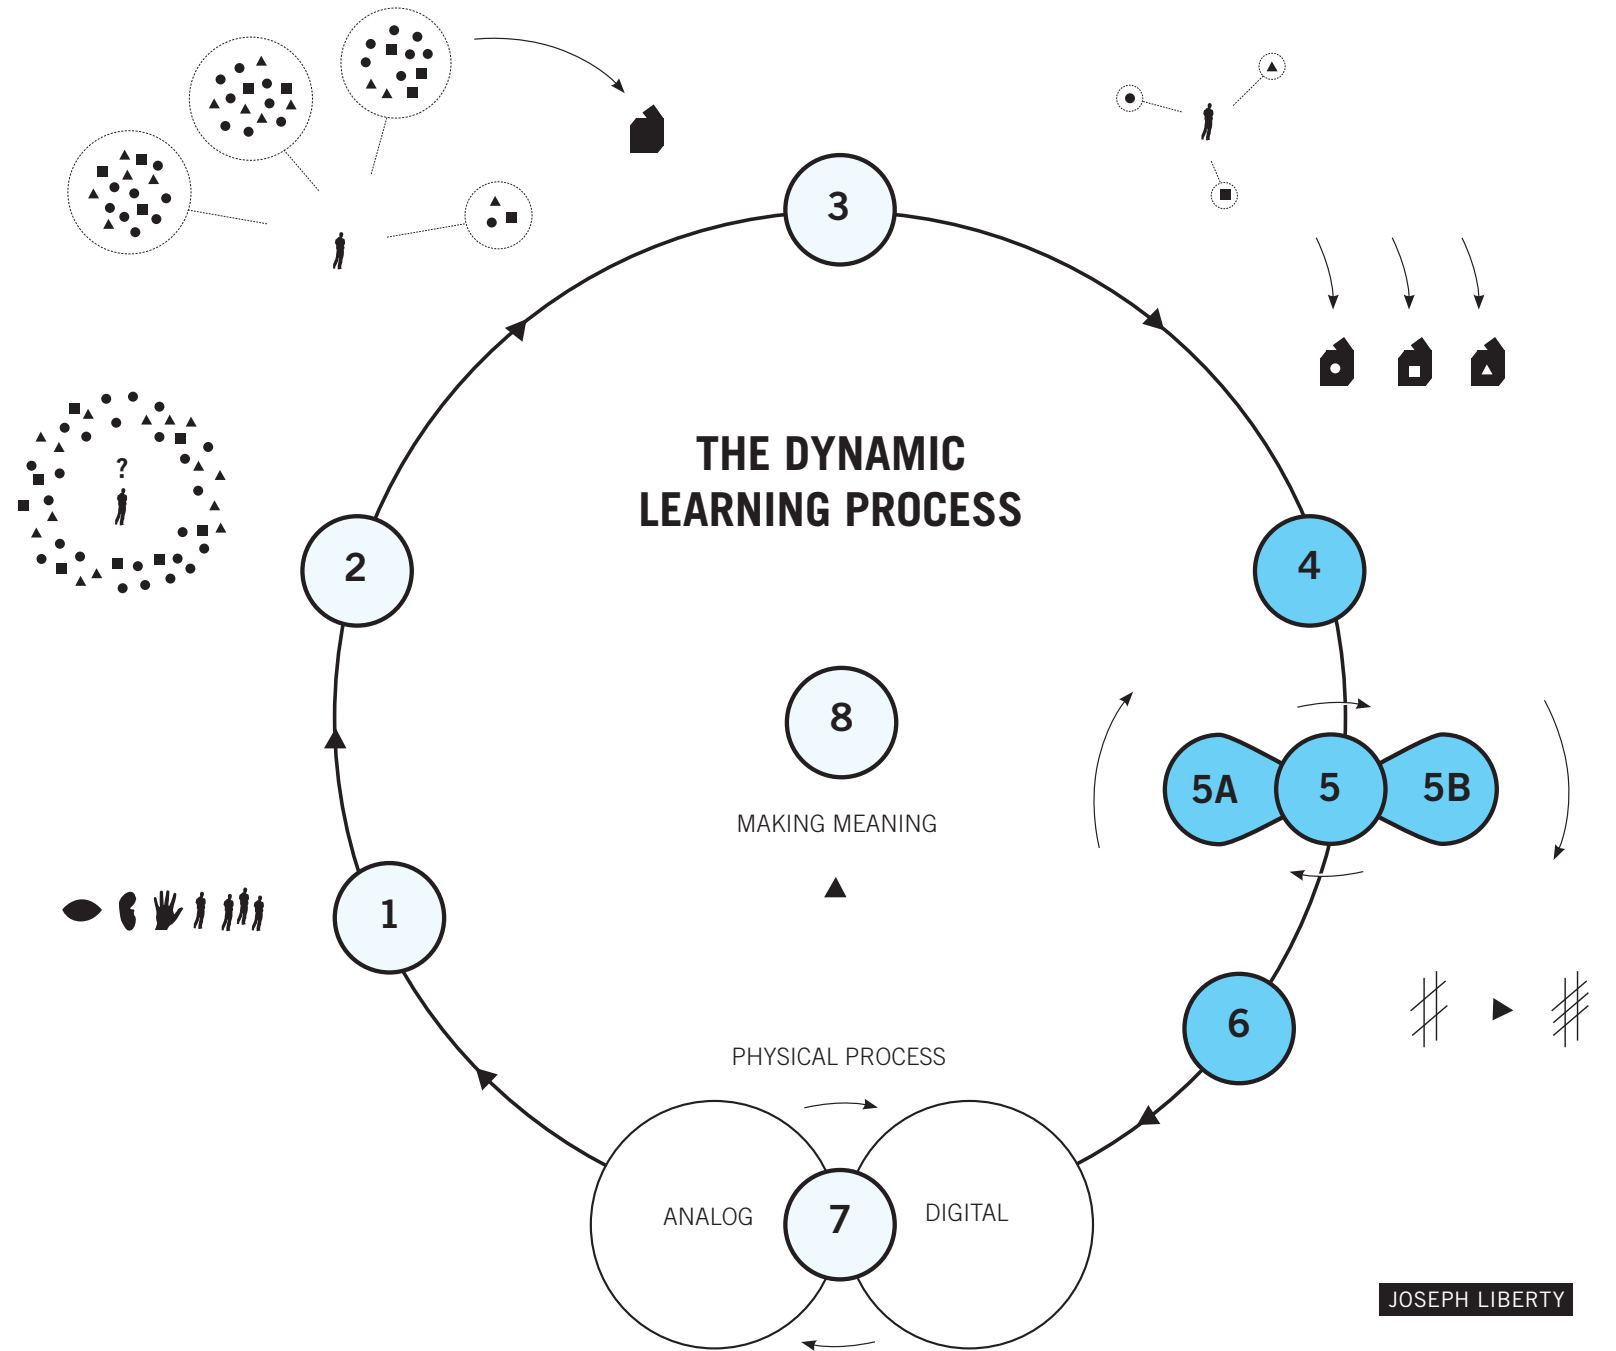 3
?
THE DYNAMIC
LEARNING PROCESS
2
4
8
5A
5
5B
MAKING MEANING
1
6
PHYSICAL PROCESS
ANALOG
7
DIGITAL
JOSEPH LIBERTY